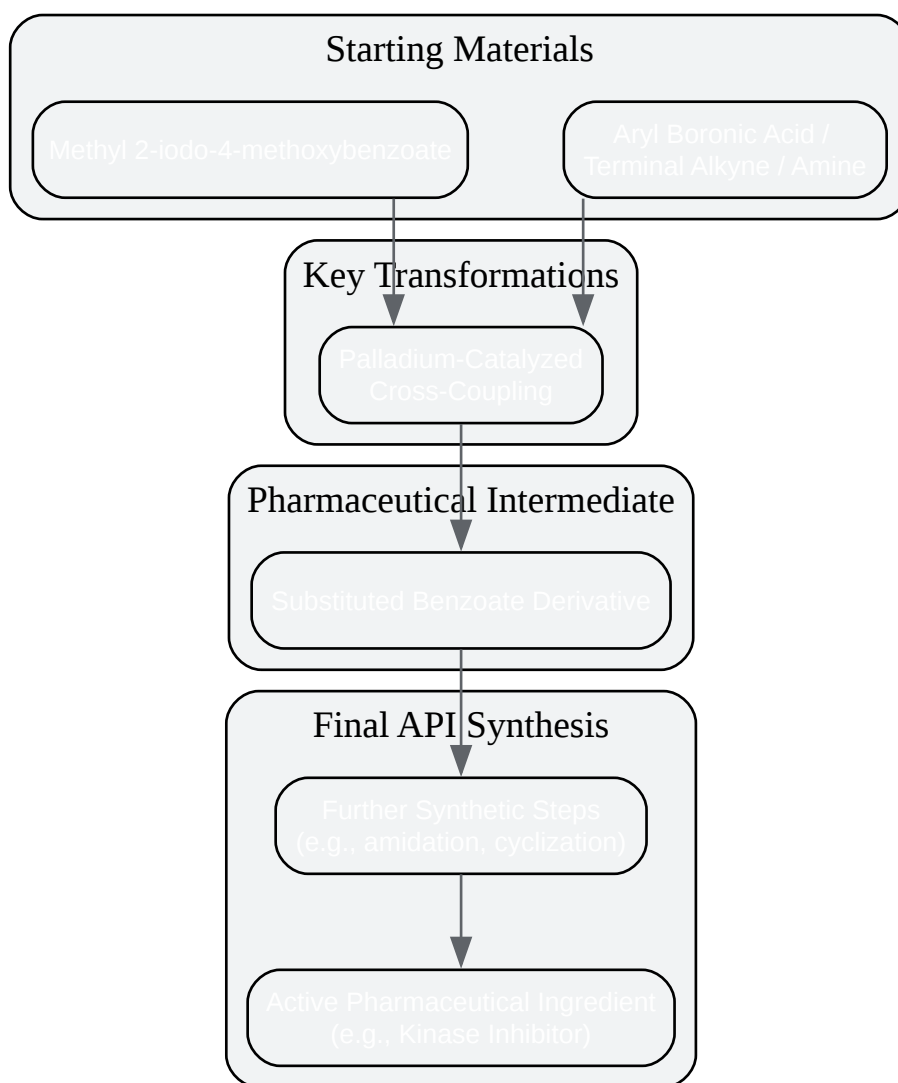 Starting Materials
Methyl 2-iodo-4-methoxybenzoate
Aryl Boronic Acid /
Terminal Alkyne / Amine
Key Transformations
Palladium-Catalyzed
Cross-Coupling
Pharmaceutical Intermediate
Substituted Benzoate Derivative
Final API Synthesis
Further Synthetic Steps
(e.g., amidation, cyclization)
Active Pharmaceutical Ingredient
(e.g., Kinase Inhibitor)